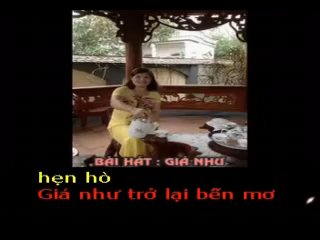 BÀI HÁT : GIÁ NHƯ
hẹn hò
Giá như trở lại bến mơ